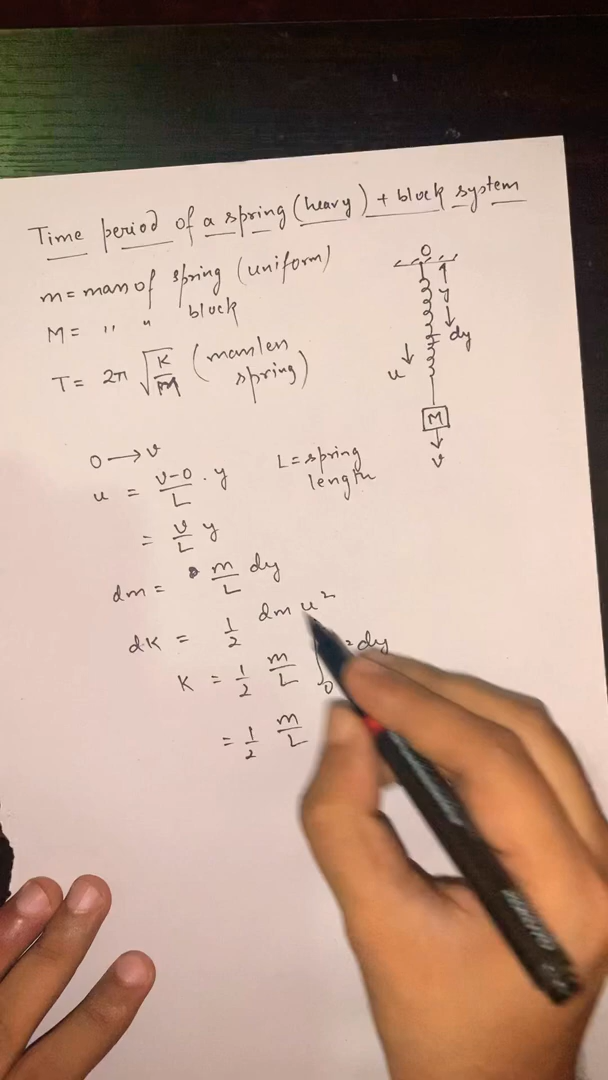 Time period of a spring (heavy) + block system
m = mass of spring (uniform)
M = " " block
T = 2π √K/m (massless spring)
O
y
dy
u
M
v
0 → v
u = v-0/L . y
L = spring length
= v/L y
dm = m/L dy
dK = 1/2 dm u²
K = 1/2 m/L ∫0 ² dy
= 1/2 m/L